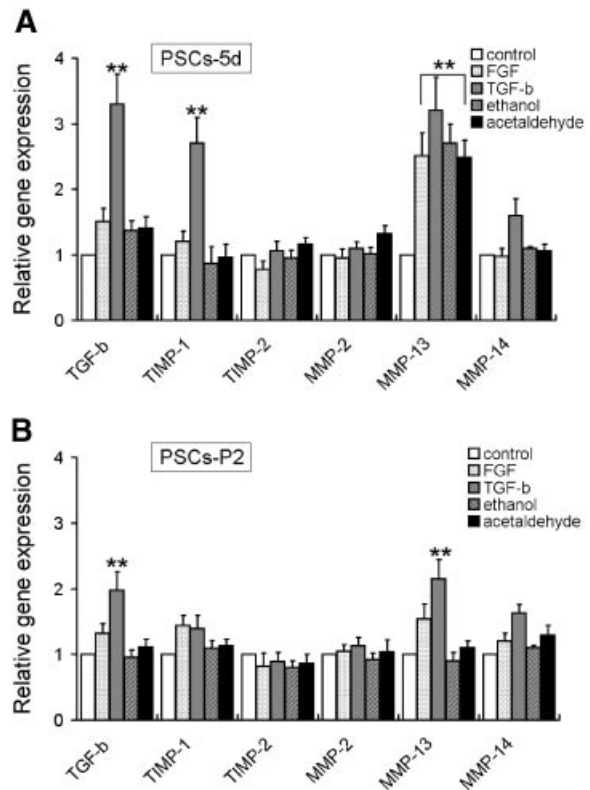 A
PSCs-5d
control
FGF
TGF-b
ethanol
acetaldehyde
Relative gene expression
4
3
2
1
0
**
**
**
TGF-b
TIMP-1
TIMP-2
MMP-2
MMP-13
MMP-14
B
PSCs-P2
control
FGF
TGF-b
ethanol
acetaldehyde
Relative gene expression
4
3
2
1
0
**
**
TGF-b
TIMP-1
TIMP-2
MMP-2
MMP-13
MMP-14